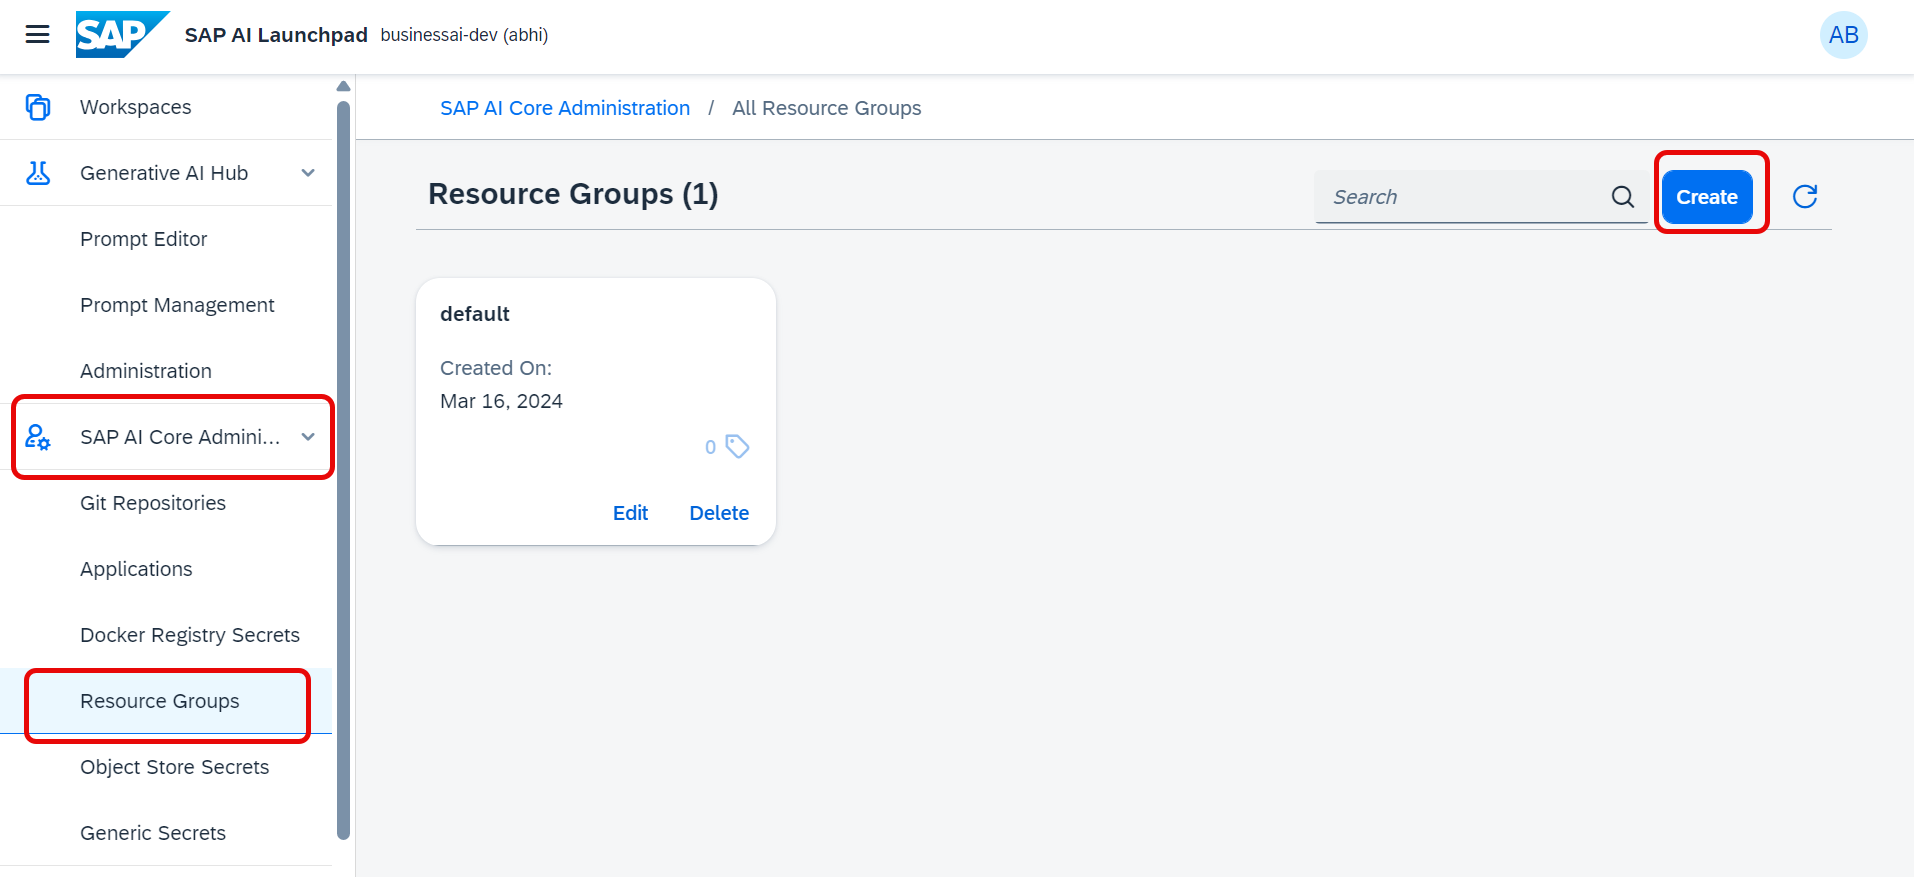 SAP SAP AI Launchpad businessai-dev (abhi) AB
Workspaces
Generative AI Hub
Prompt Editor
Prompt Management
Administration
SAP AI Core Admini...
Git Repositories
Applications
Docker Registry Secrets
Resource Groups
Object Store Secrets
Generic Secrets
SAP AI Core Administration / All Resource Groups
Resource Groups (1)
Search
Create
default
Created On:
Mar 16, 2024
0
Edit Delete